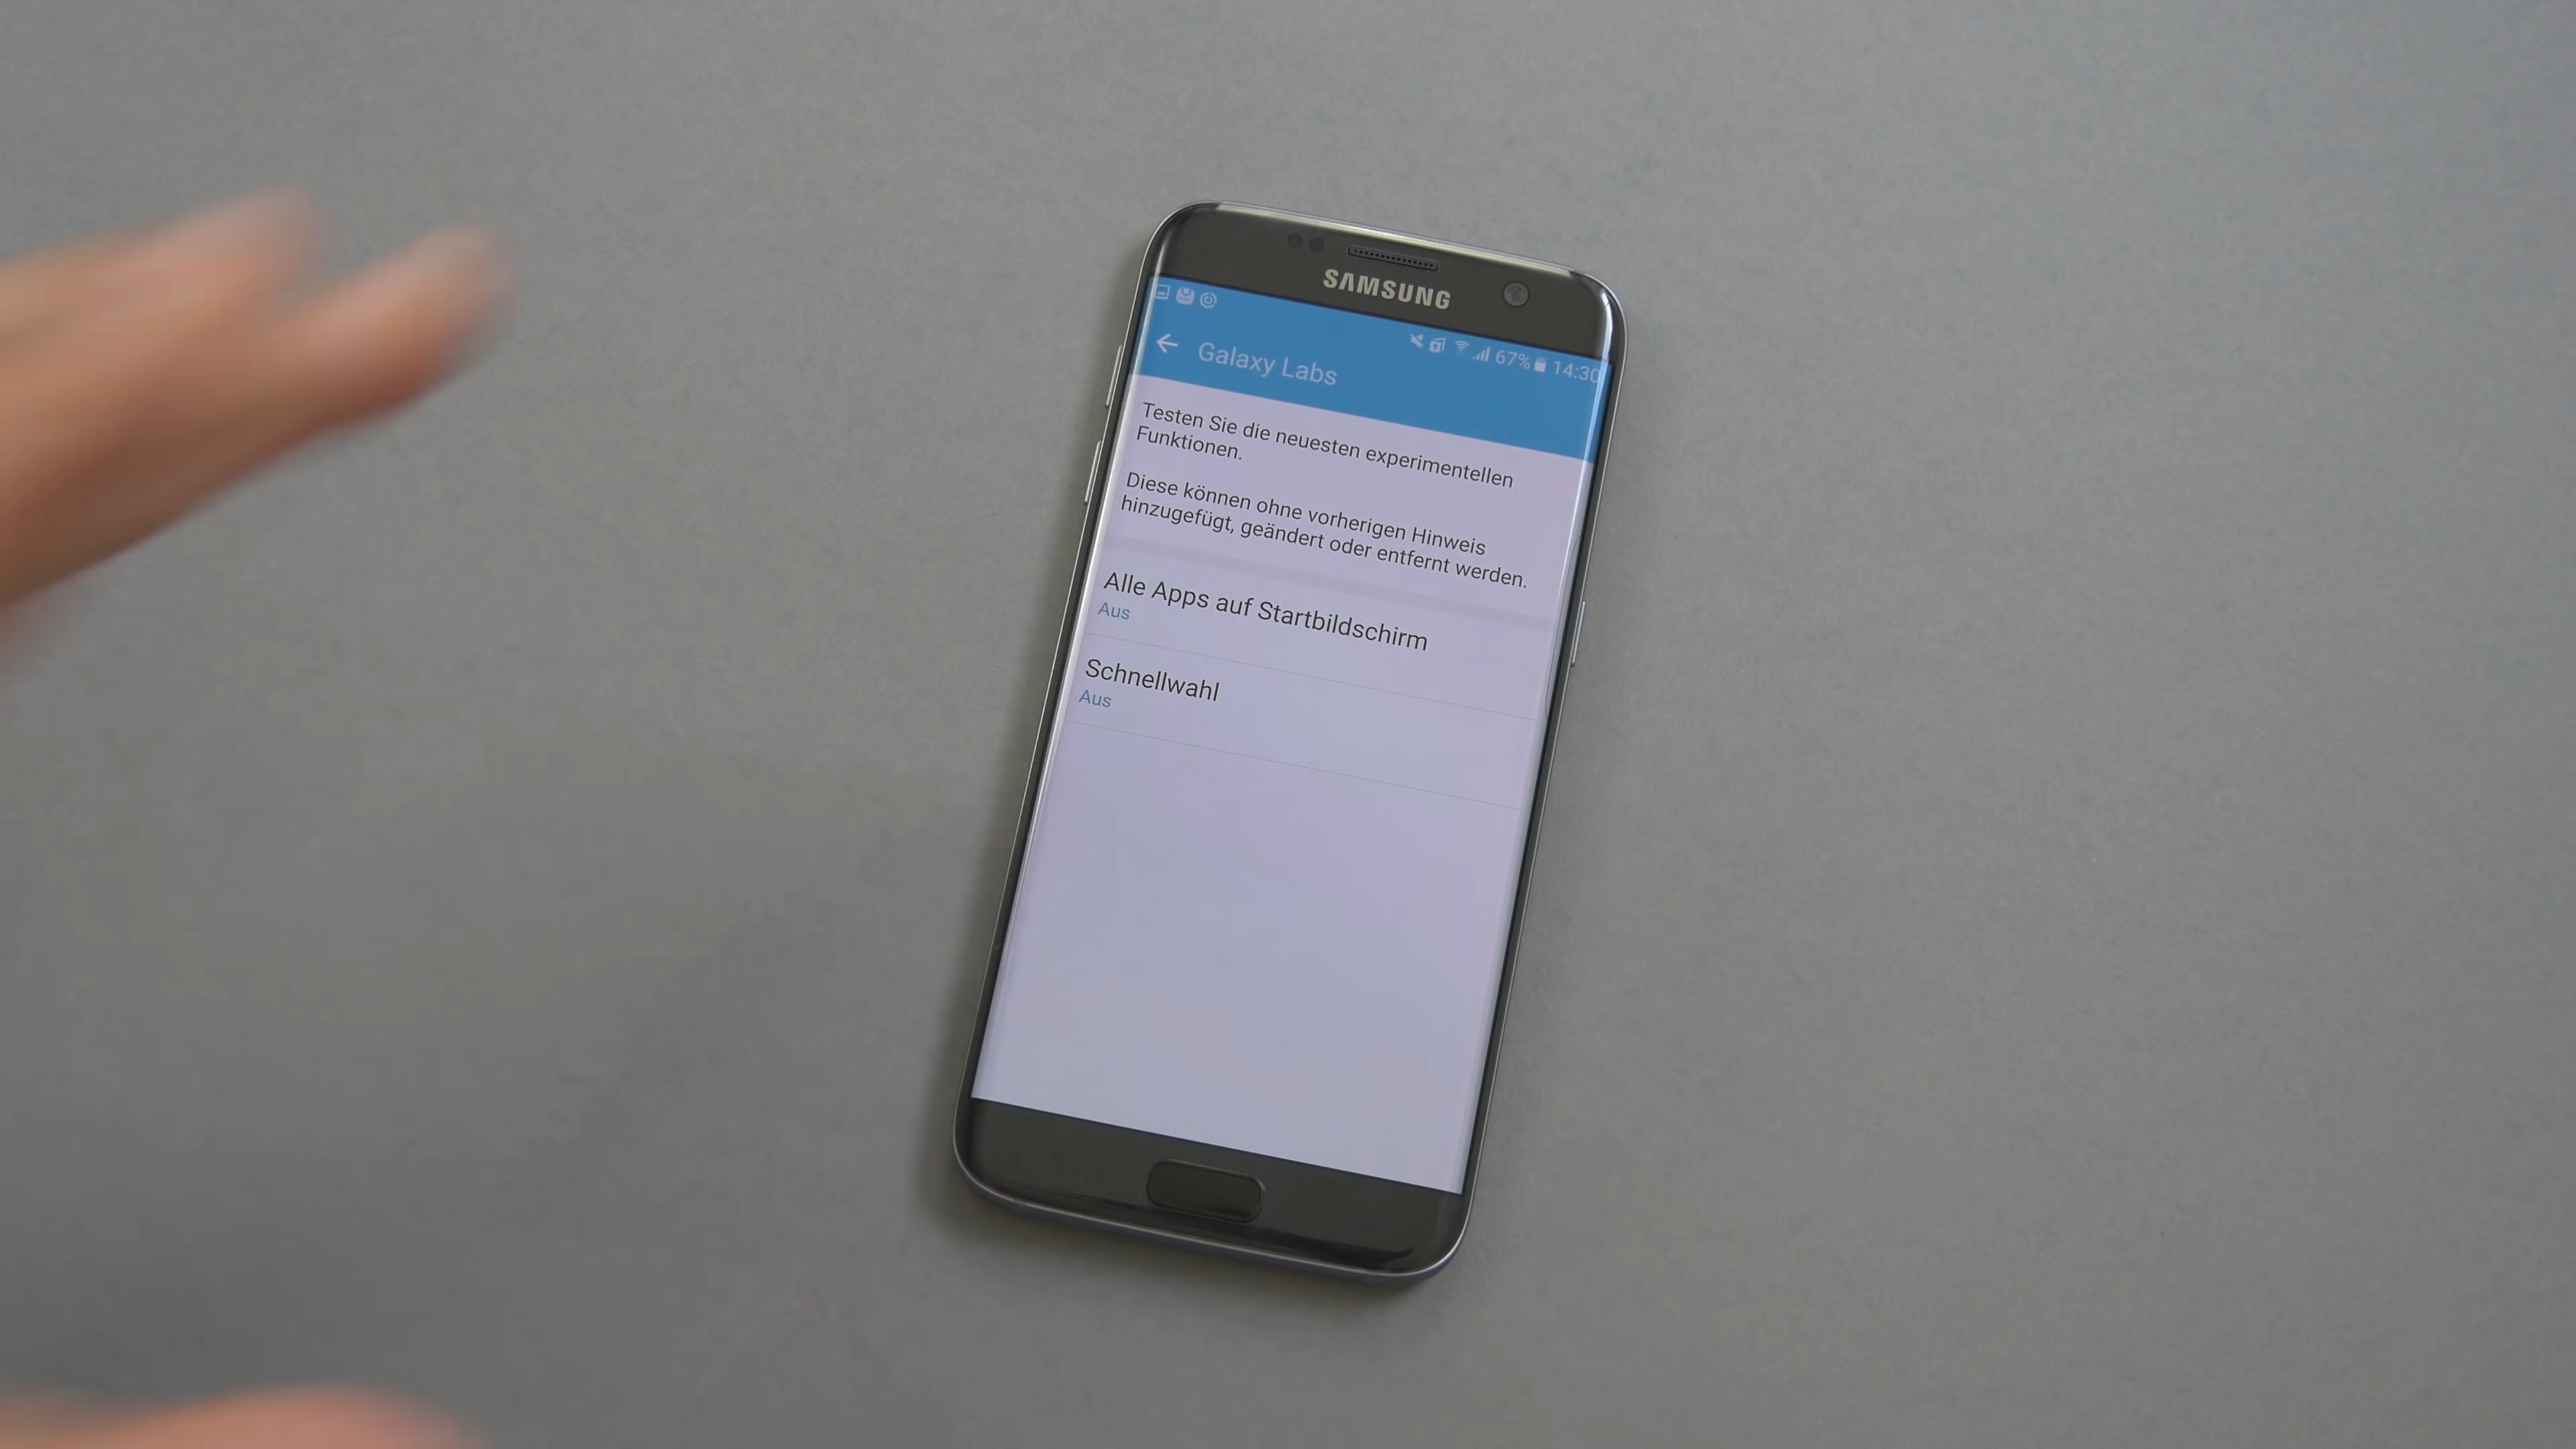 SAMSUNG
67% 14:30
Galaxy Labs
Testen Sie die neuesten experimentellen
Funktionen.
Diese können ohne vorherigen Hinweis
hinzugefügt, geändert oder entfernt werden.
Alle Apps auf Startbildschirm
Aus
Schnellwahl
Aus